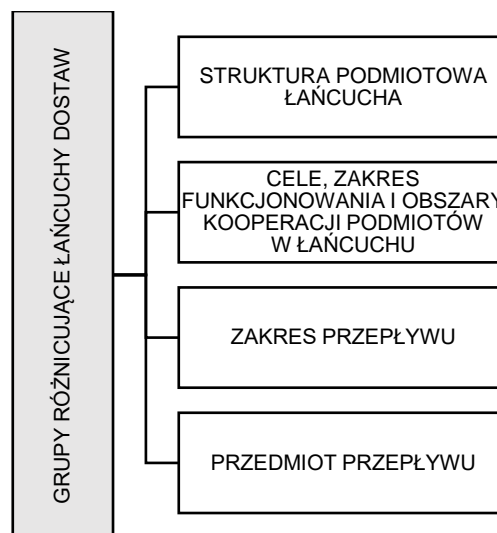 GRUPY RÓŻNICUJĄCE ŁAŃCUCHY DOSTAW
STRUKTURA PODMIOTOWA
ŁAŃCUCHA
CELE, ZAKRES
FUNKCJONOWANIA I OBSZARY
KOOPERACJI PODMIOTÓW
W ŁAŃCUCHU
ZAKRES PRZEPŁYWU
PRZEDMIOT PRZEPŁYWU